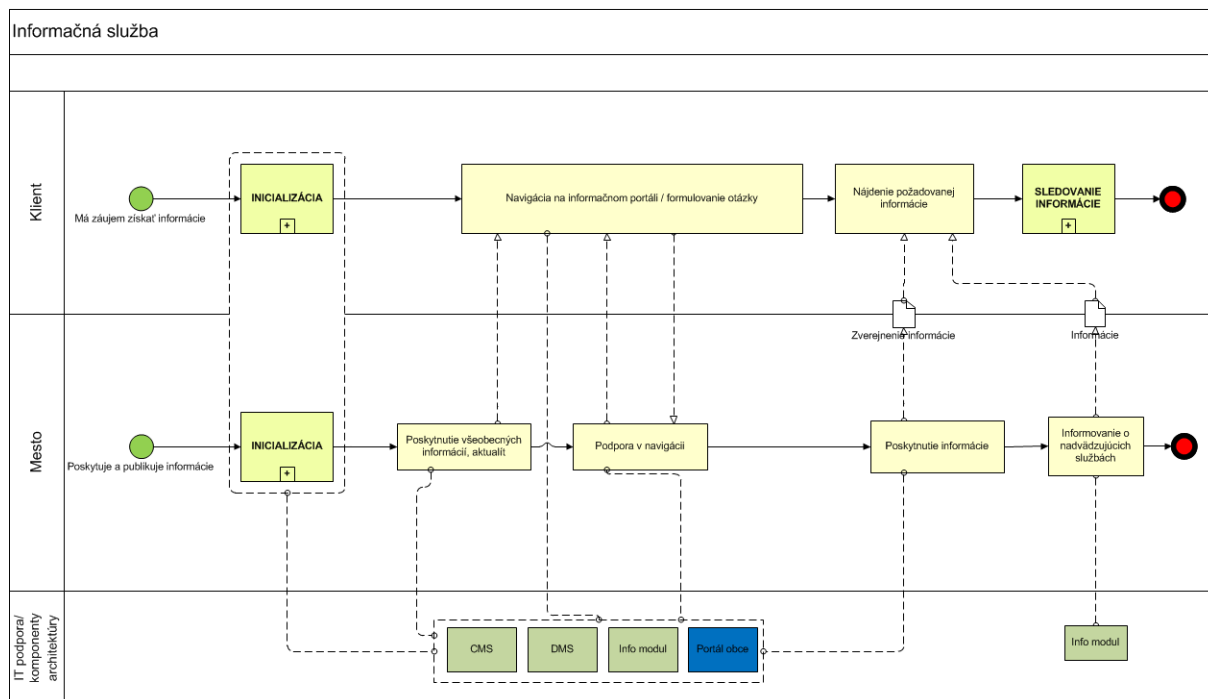 Informačná služba
Klient
Má záujem získať informácie
INICIALIZÁCIA
Navigácia na informačnom portáli / formulovanie otázky
Nájdenie požadovanej
informácie
SLEDOVANIE
INFORMÁCIE
Zverejnenie informácie
Informácie
Mesto
Poskytuje a publikuje informácie
INICIALIZÁCIA
Poskytnutie všeobecných
informácií, aktualít
Podpora v navigácii
Poskytnutie informácie
Informovanie o
nadvädzujúcich
službách
IT podpora/
komponenty
architektúry
CMS
DMS
Info modul
Portál obce
Info modul